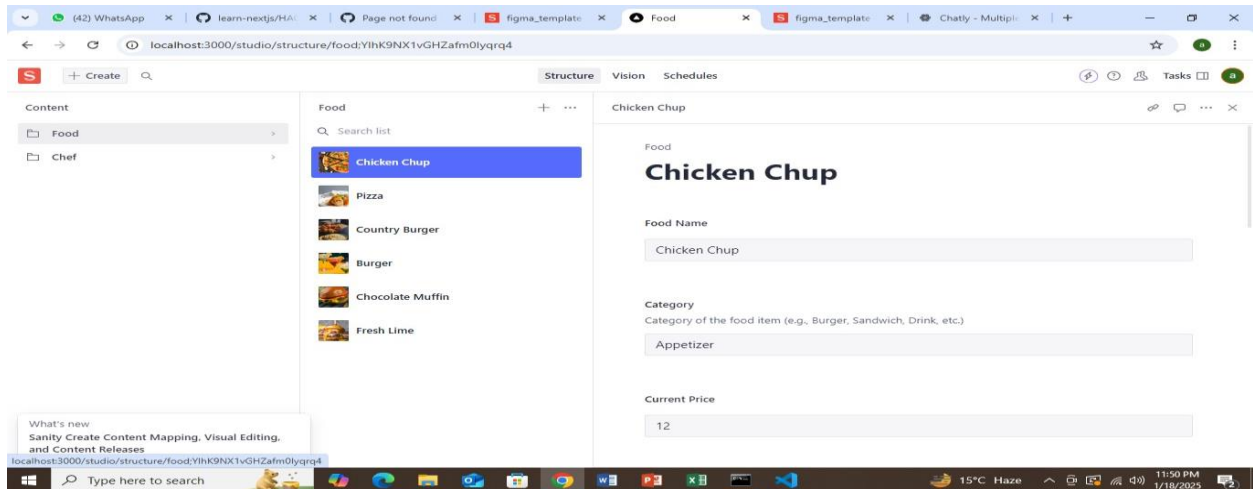 (42) WhatsApp
learn-nextjs/HA
Page not found
figma_template
Food
figma_template
Chatly - Multiple
localhost:3000/studio/structure/food;YIhK9NX1vGHZafm0lyqrq4
a
S
Create
Structure Vision Schedules
Tasks
a
Content
Food
Chef
Food
Search list
Chicken Chup
Pizza
Country Burger
Burger
Chocolate Muffin
Fresh Lime
Chicken Chup
Food
Chicken Chup
Food Name
Chicken Chup
Category
Category of the food item (e.g., Burger, Sandwich, Drink, etc.)
Appetizer
Current Price
12
What's new
Sanity Create Content Mapping, Visual Editing,
and Content Releases
localhost:3000/studio/structure/food;YIhK9NX1vGHZafm0lyqrq4
Type here to search
15°C Haze
11:50 PM
1/18/2025